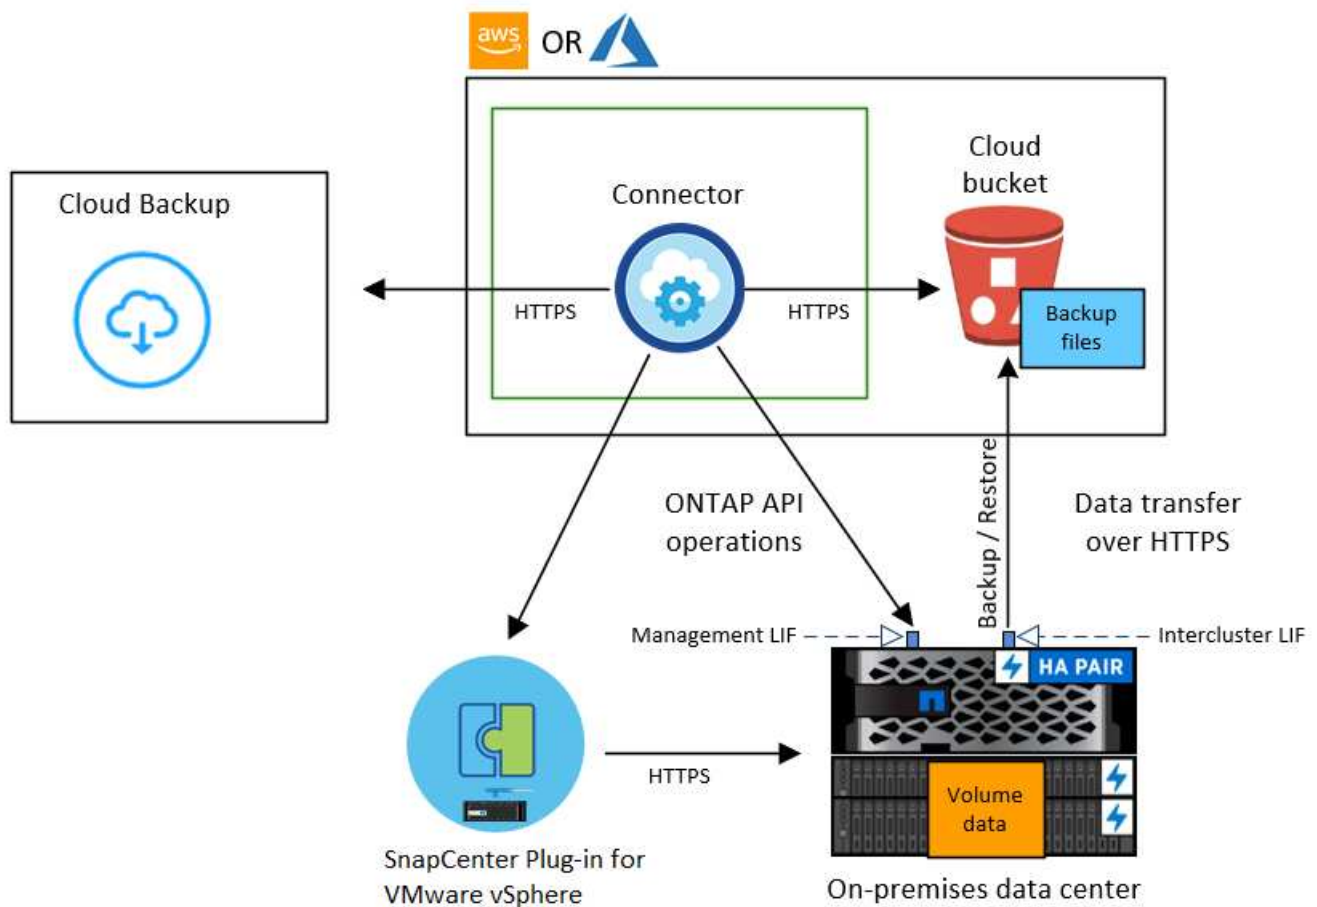 aws
OR
Cloud Backup
Connector
Cloud
bucket
HTTPS
HTTPS
Backup
files
ONTAP API
operations
Backup / Restore
Data transfer
over HTTPS
Management LIF
Intercluster LIF
HA PAIR
HTTPS
Volume
data
SnapCenter Plug-in for
VMware vSphere
On-premises data center